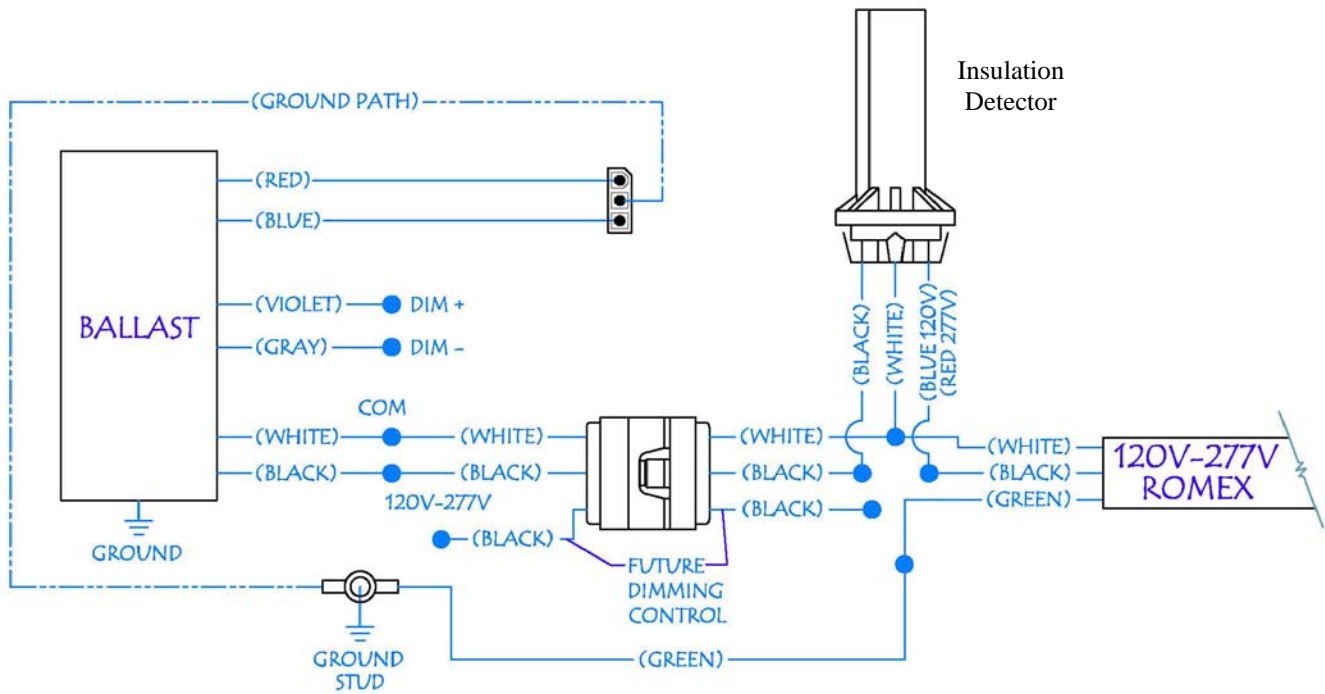 Insulation
Detector
(GROUND PATH)
(RED)
(BLUE)
(VIOLET) DIM +
(GRAY) DIM -
BALLAST
(BLACK)
(WHITE)
(BLUE 120V)
(RED 277V)
COM
(WHITE) (WHITE) (WHITE) (WHITE)
(BLACK) (BLACK) (BLACK) (BLACK)
120V-277V
ROMEX
120V-277V
(BLACK) (BLACK) (GREEN)
GROUND
FUTURE
DIMMING
CONTROL
GROUND
STUD
(GREEN)